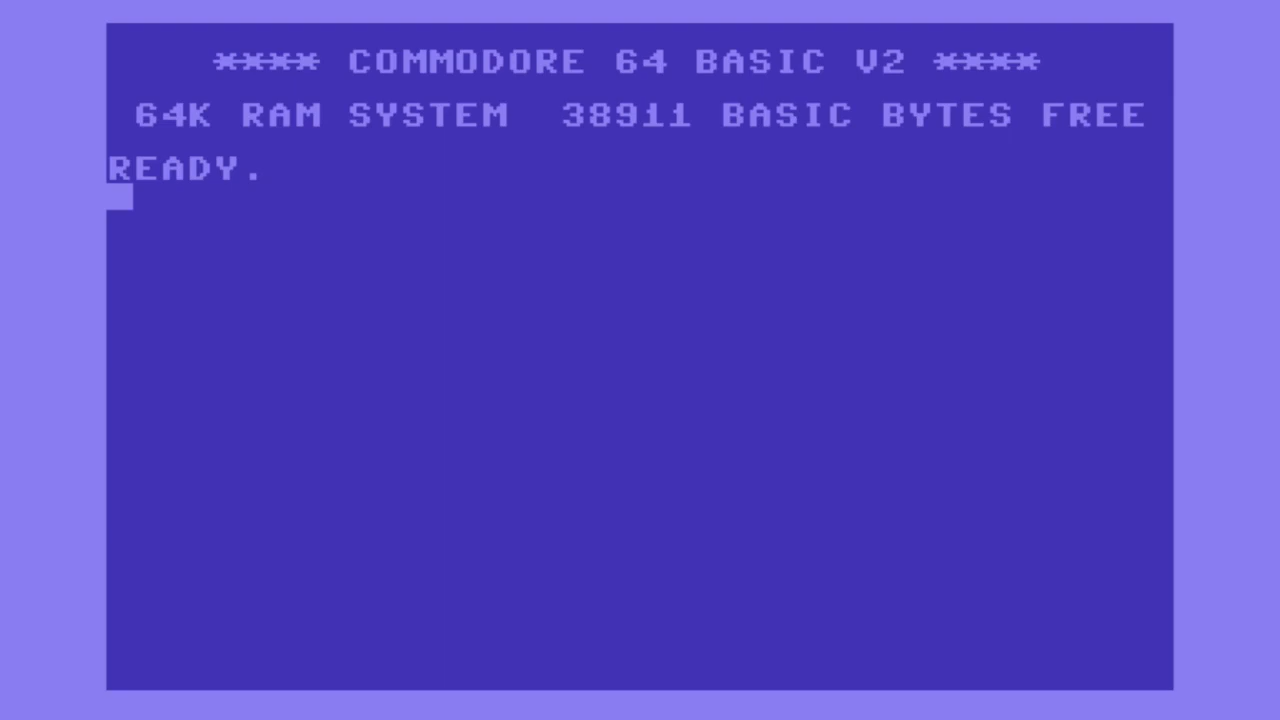 **** COMMODORE 64 BASIC V2 ****
64K RAM SYSTEM  38911 BASIC BYTES FREE
READY.